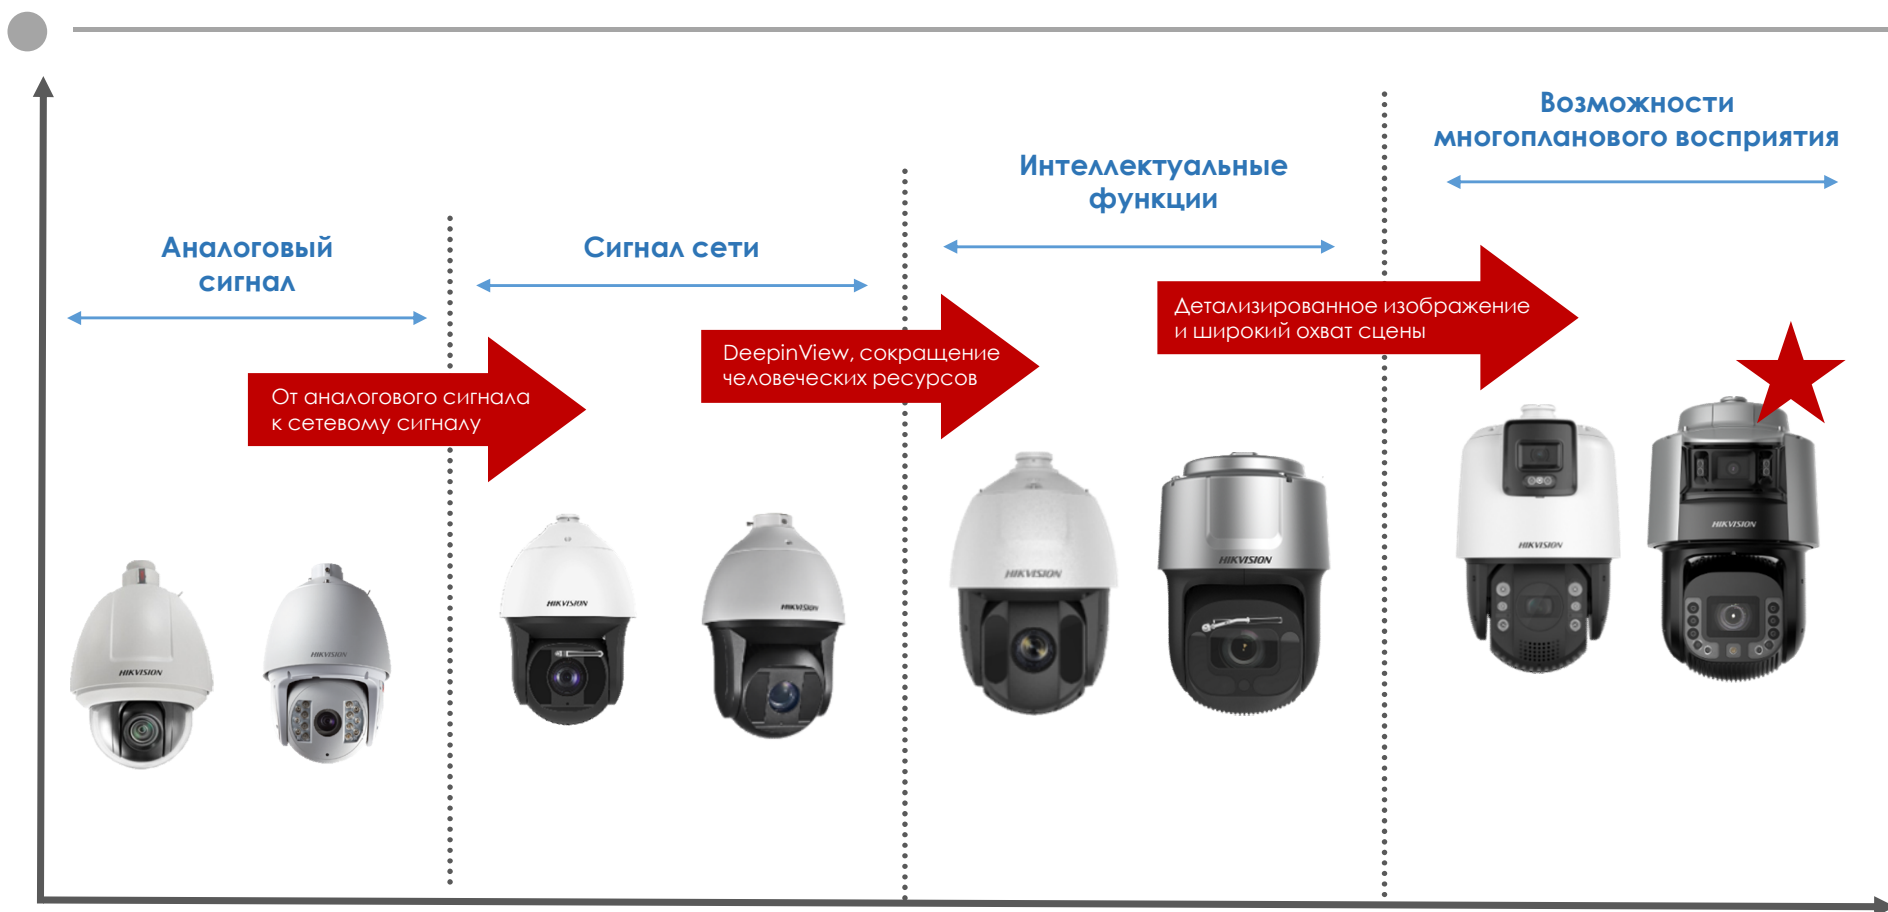 Возможности
многопланового восприятия
Интеллектуальные
функции
Аналоговый
сигнал
Сигнал сети
Детализированное изображение
и широкий охват сцены
DeepinView, сокращение
человеческих ресурсов
От аналогового сигнала
к сетевому сигналу
HIKVISION
HIKVISION
HIKVISION
HIKVISION
HIKVISION
HIKVISION
HIKVISION
HIKVISION